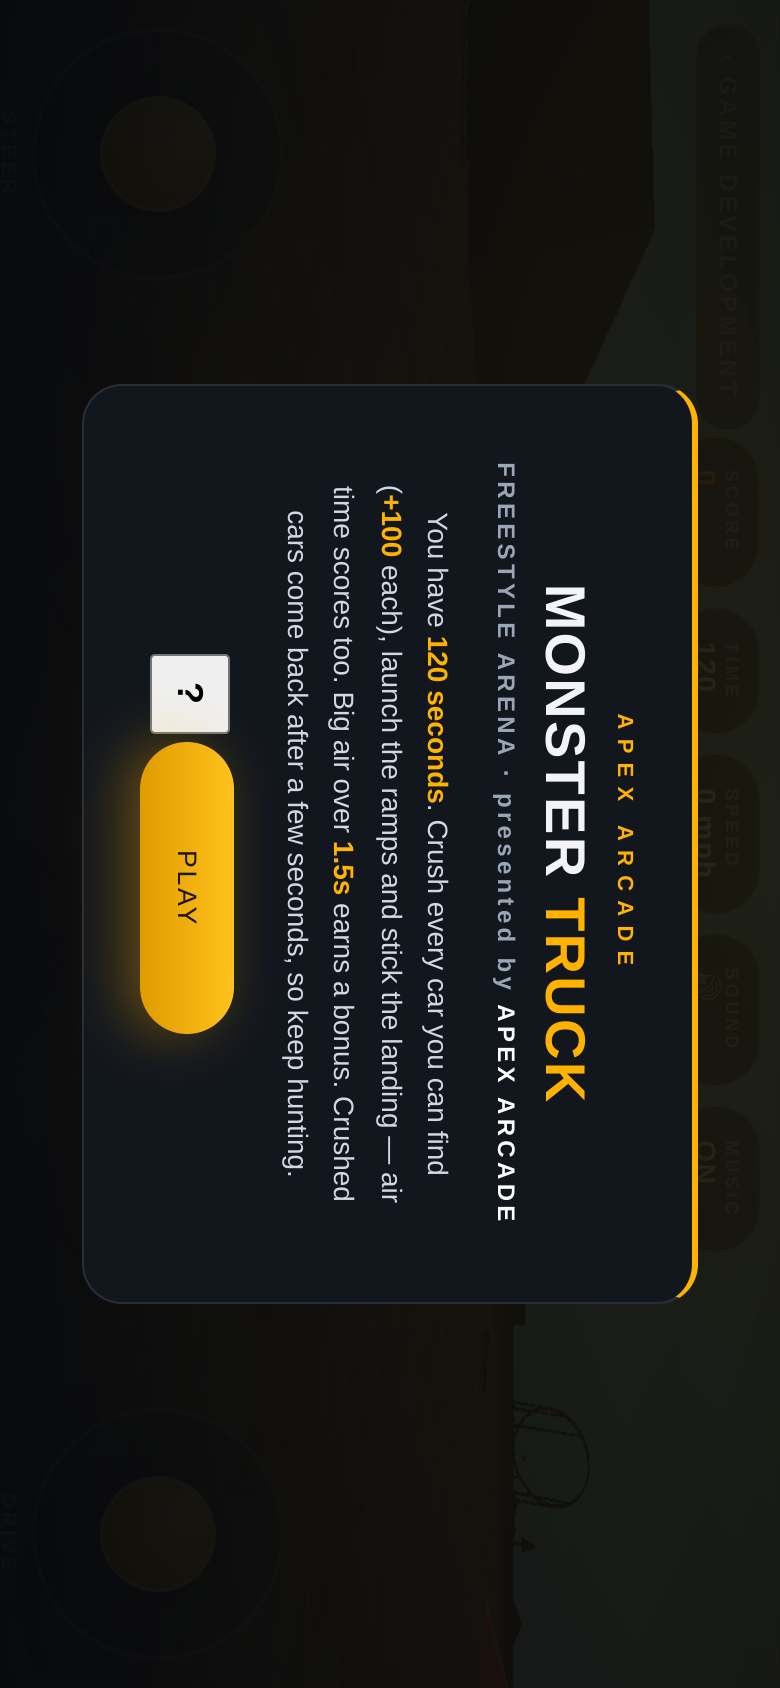 ‹ GAME DEVELOPMENT
SCORE
0
TIME
120
SPEED
0 mph
SOUND
MUSIC
ON
APEX ARCADE
MONSTER TRUCK
FREESTYLE ARENA · presented by APEX ARCADE
You have 120 seconds. Crush every car you can find
(+100 each), launch the ramps and stick the landing — air
time scores too. Big air over 1.5s earns a bonus. Crushed
cars come back after a few seconds, so keep hunting.
?
PLAY
STEER
DRIVE